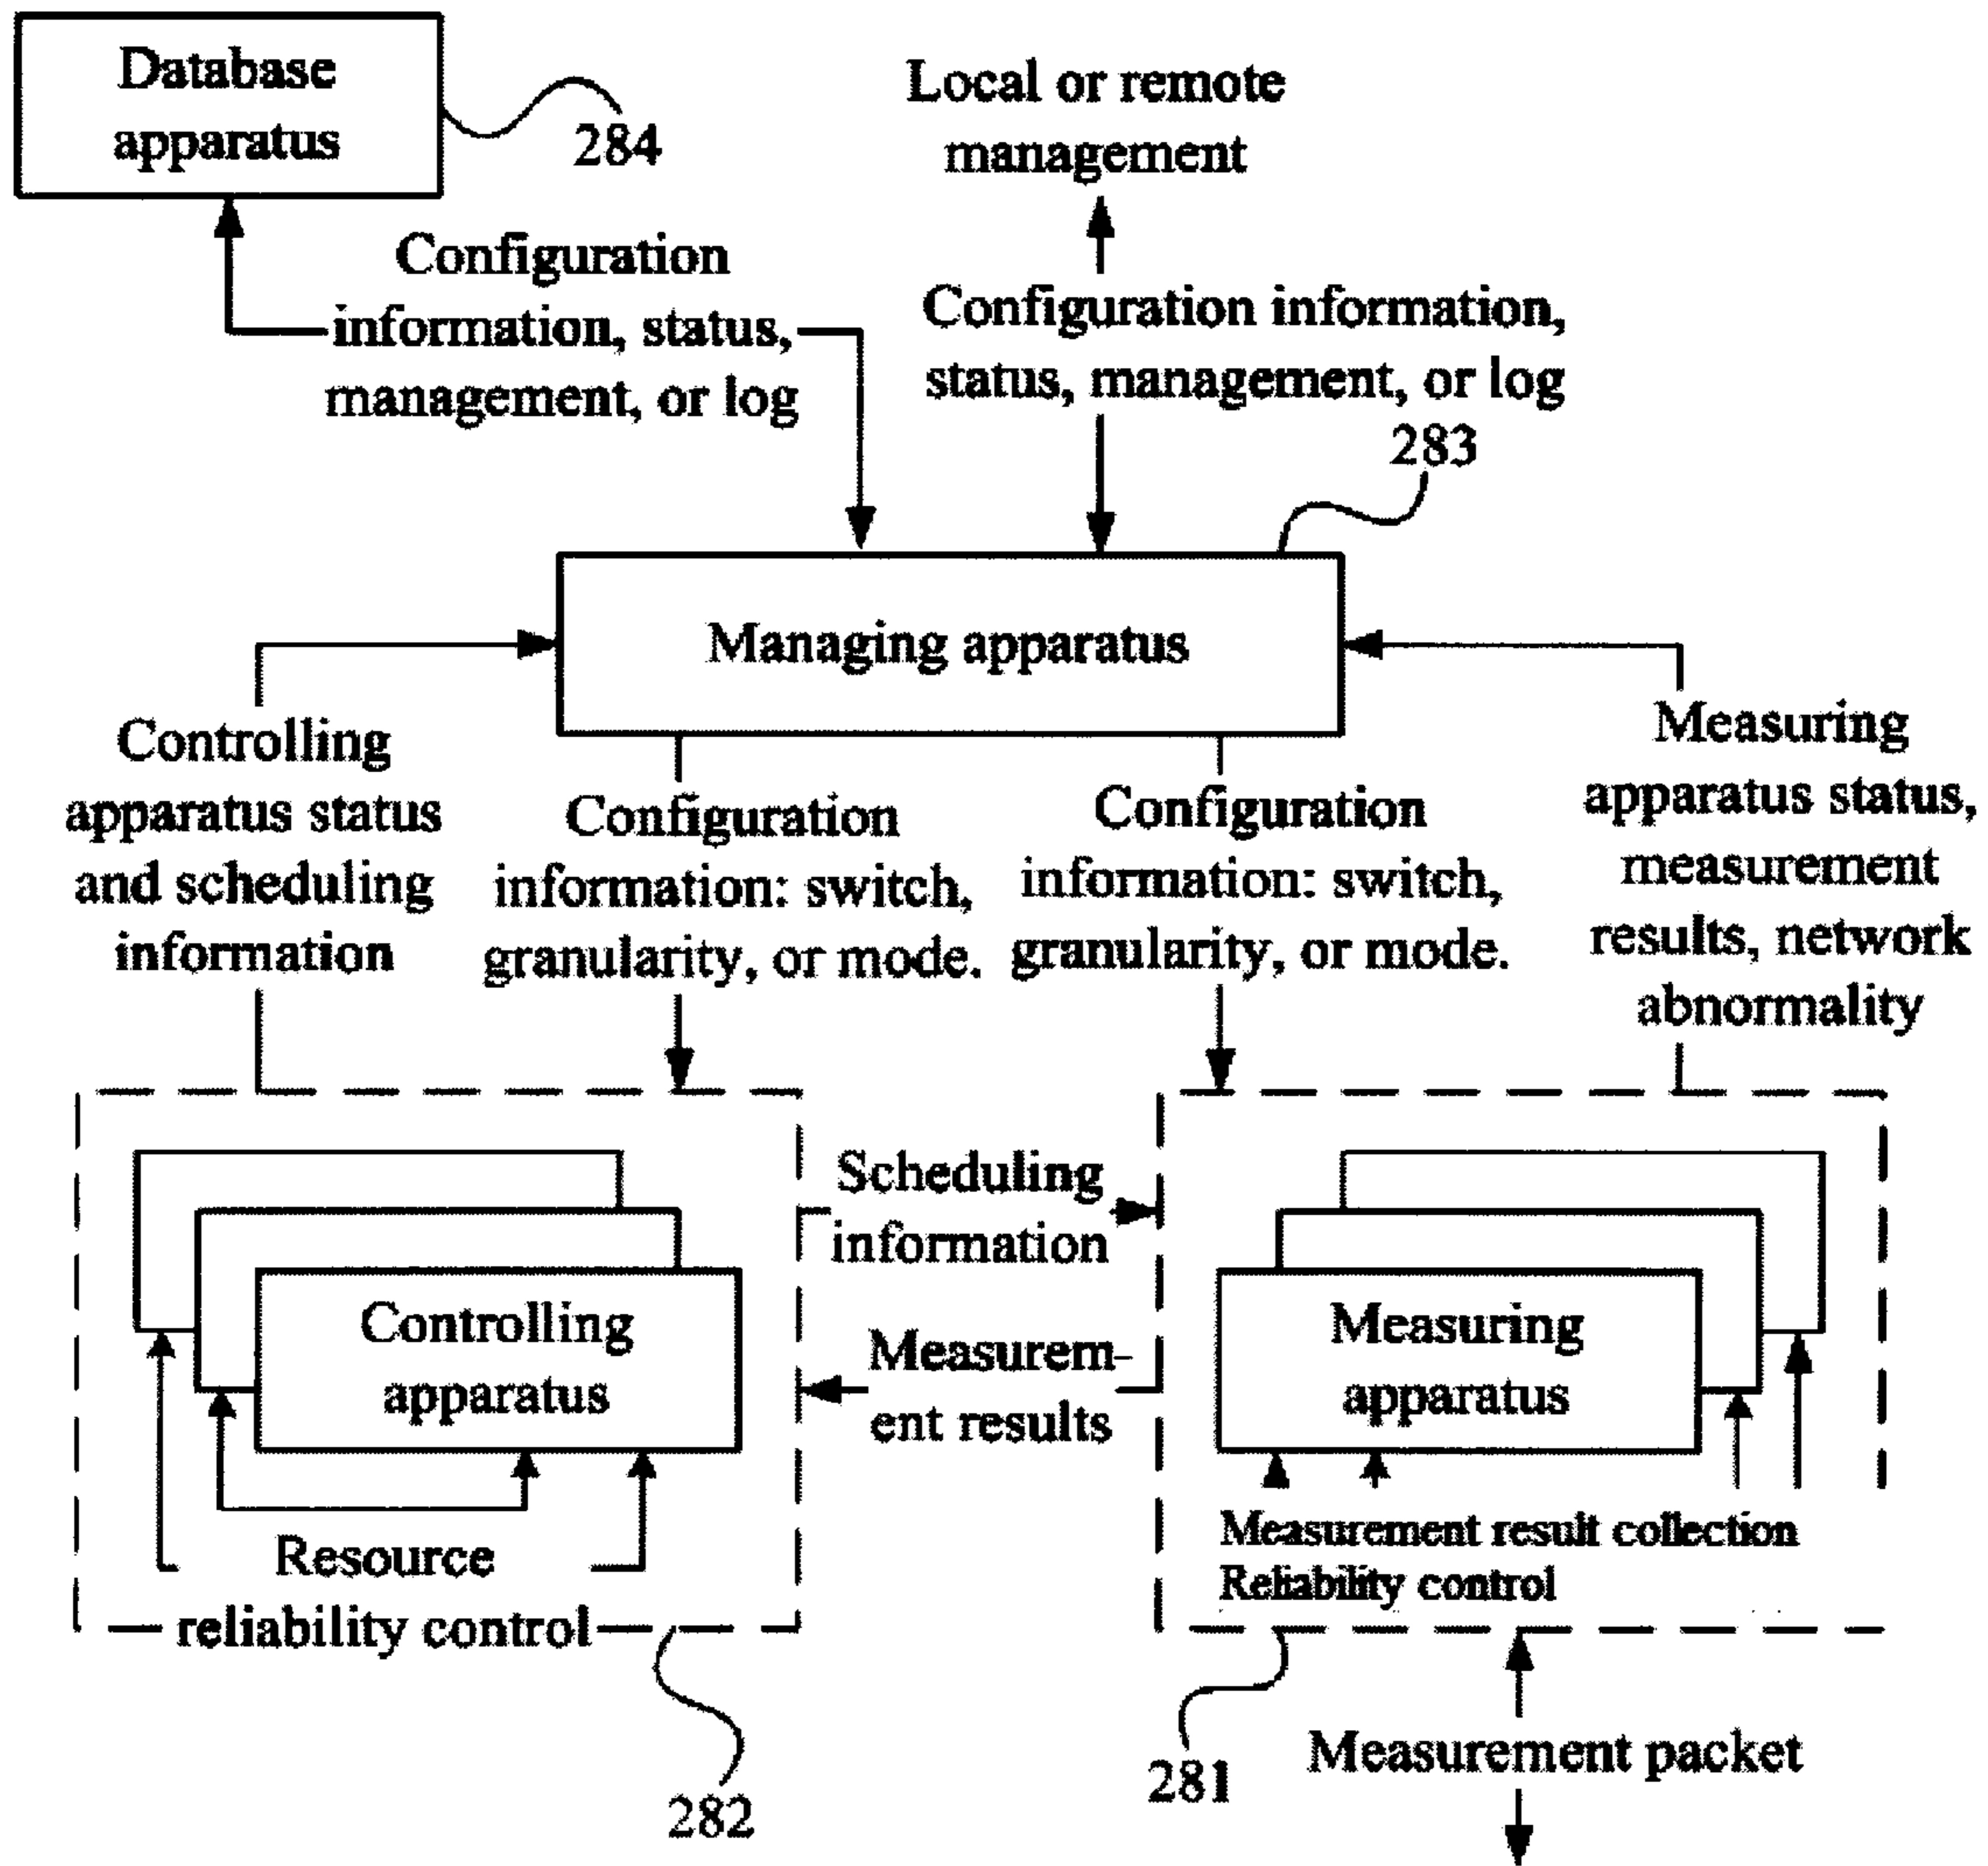 Database
apparatus
284
Local or remote
management
Configuration
information, status,
management, or log
Configuration information,
status, management, or log
283
Managing apparatus
Controlling
apparatus status
and scheduling
information
Configuration
information: switch,
granularity, or mode.
Configuration
information: switch,
granularity, or mode.
Measuring
apparatus status,
measurement
results, network
abnormality
Scheduling
information
Controlling
apparatus
Measurem-
ent results
Measuring
apparatus
Resource
reliability control
Measurement result collection
Reliability control
282
281
Measurement packet